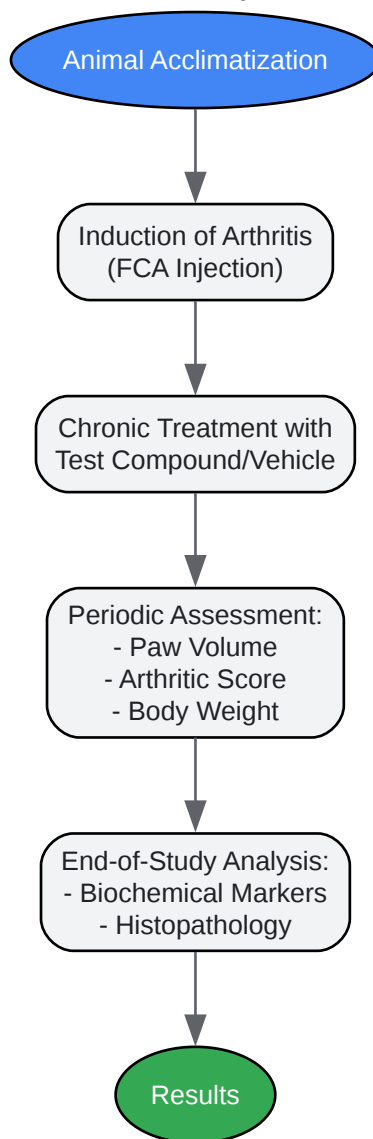 Animal Acclimatization
Induction of Arthritis
(FCA Injection)
Chronic Treatment with
Test Compound/Vehicle
Periodic Assessment:
- Paw Volume
- Arthritic Score
- Body Weight
End-of-Study Analysis:
- Biochemical Markers
- Histopathology
Results